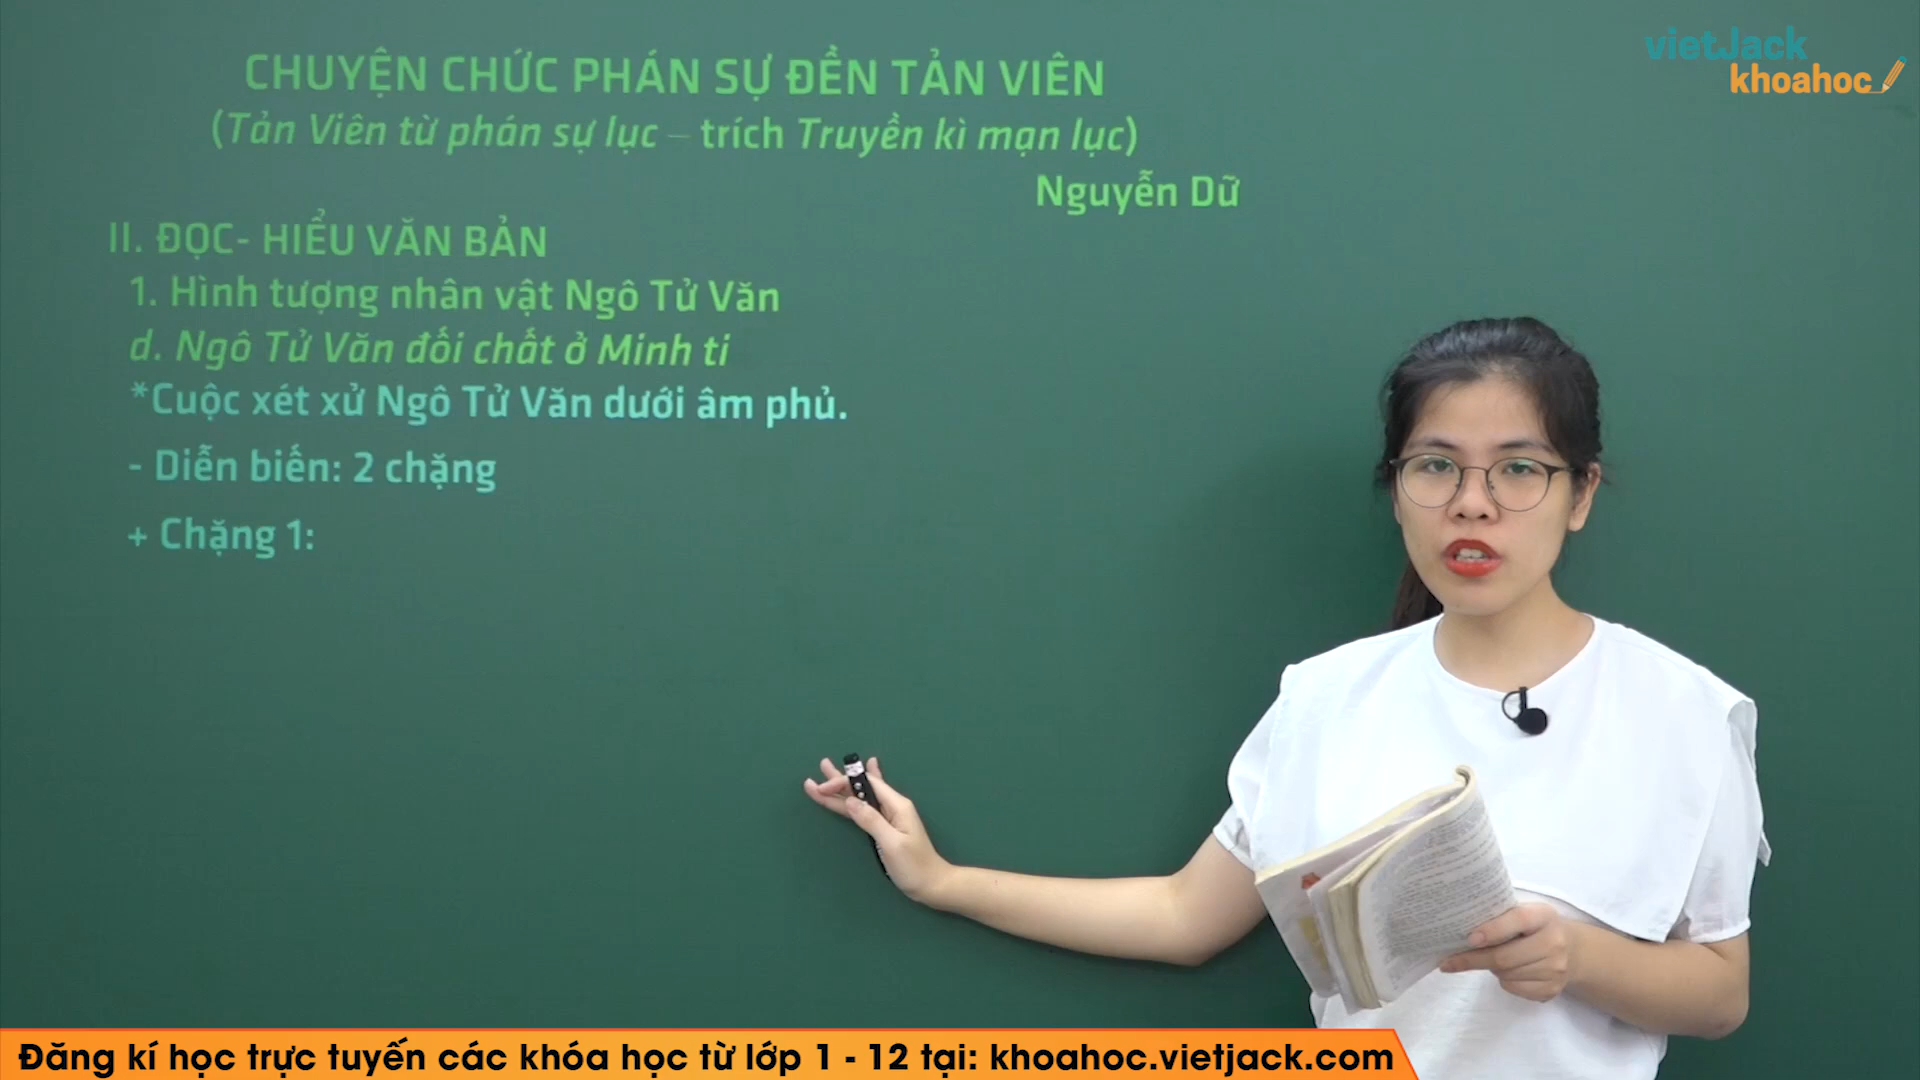 CHUYỆN CHỨC PHÁN SỰ ĐỀN TẢN VIÊN
(Tản Viên từ phán sự lục – trích Truyền kì mạn lục)
Nguyễn Dữ
II. ĐỌC- HIỂU VĂN BẢN
1. Hình tượng nhân vật Ngô Tử Văn
d. Ngô Tử Văn đối chất ở Minh ti
*Cuộc xét xử Ngô Tử Văn dưới âm phủ.
- Diễn biến: 2 chặng
+ Chặng 1:
vietJack
khoahoc
Đăng kí học trực tuyến các khóa học từ lớp 1 - 12 tại: khoahoc.vietjack.com